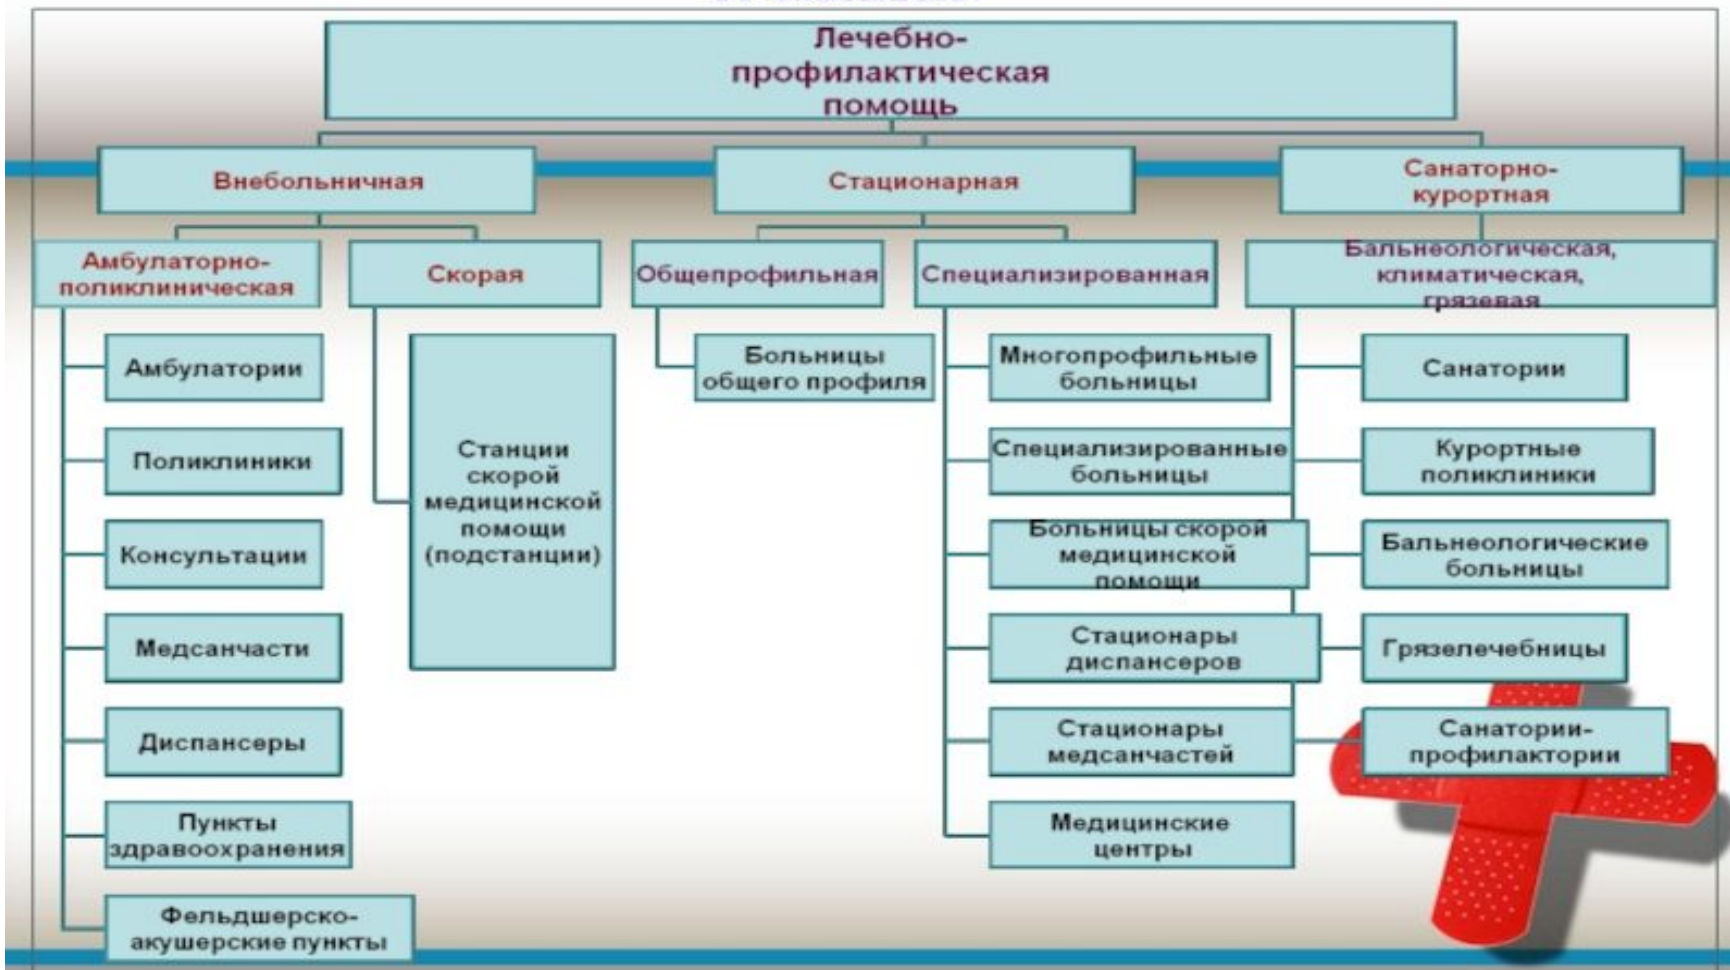 Лечебно-
профилактическая
помощь
Внебольничная
Стационарная
Санаторно-
курортная
Амбулаторно-
поликлиническая
Скорая
Общепрофильная
Специализированная
Бальнеологическая,
климатическая,
грязевая
Амбулатории
Поликлиники
Консультации
Медсанчасти
Диспансеры
Пункты
здравоохранения
Фельдшерско-
акушерские пункты
Станции
скорой
медицинской
помощи
(подстанции)
Больницы
общего профиля
Многопрофильные
больницы
Специализированные
больницы
Больницы скорой
медицинской
помощи
Стационары
диспансеров
Стационары
медсанчастей
Медицинские
центры
Санатории
Курортные
поликлиники
Бальнеологические
больницы
Грязелечебницы
Санатории-
профилактории